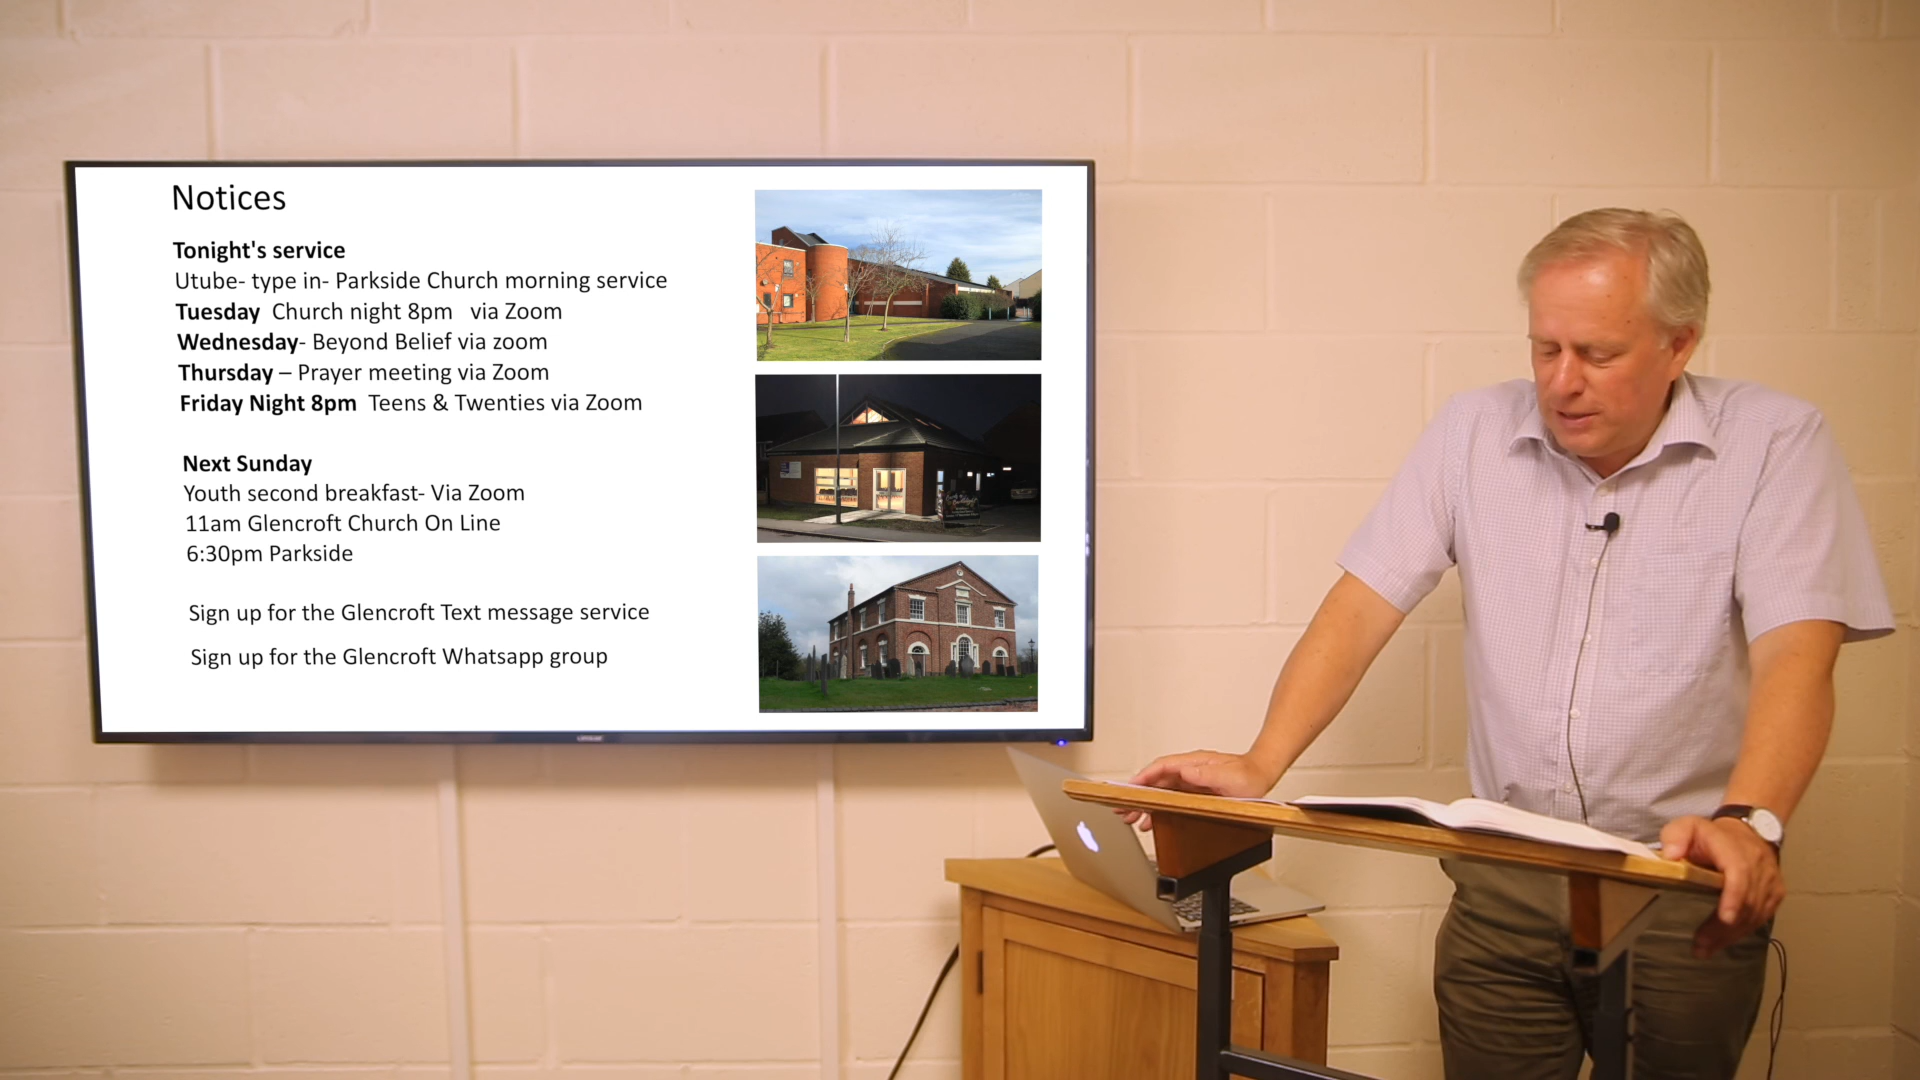 Notices
Tonight's service
Utube- type in- Parkside Church morning service
Tuesday Church night 8pm via Zoom
Wednesday- Beyond Belief via zoom
Thursday – Prayer meeting via Zoom
Friday Night 8pm Teens & Twenties via Zoom
Next Sunday
Youth second breakfast- Via Zoom
11am Glencroft Church On Line
6:30pm Parkside
Sign up for the Glencroft Text message service
Sign up for the Glencroft Whatsapp group